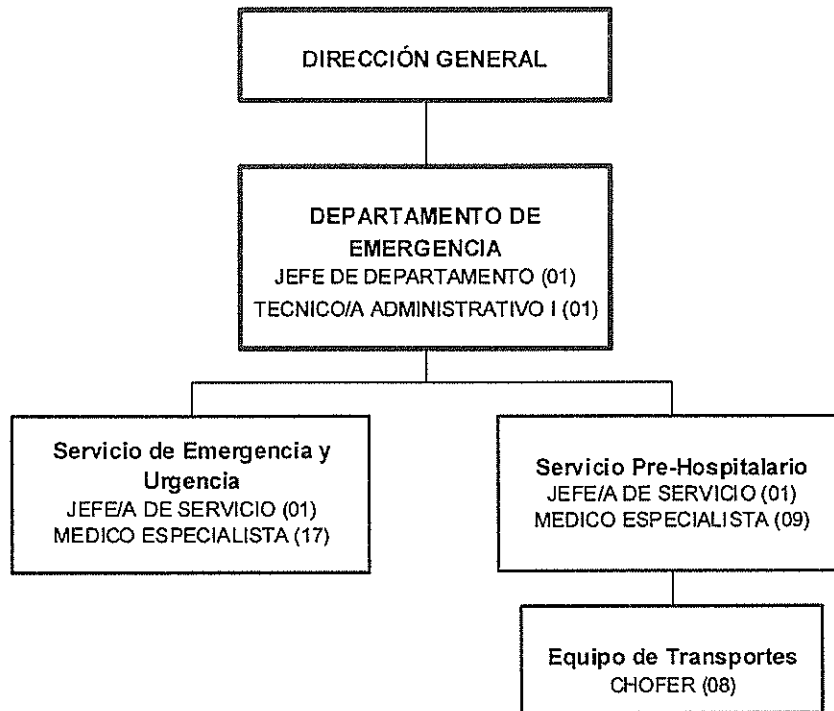 DIRECCIÓN GENERAL
DEPARTAMENTO DE
EMERGENCIA
JEFE DE DEPARTAMENTO (01)
TECNICO/A ADMINISTRATIVO I (01)
Servicio de Emergencia y
Urgencia
JEFE/A DE SERVICIO (01)
MEDICO ESPECIALISTA (17)
Servicio Pre-Hospitalario
JEFE/A DE SERVICIO (01)
MEDICO ESPECIALISTA (09)
Equipo de Transportes
CHOFER (08)